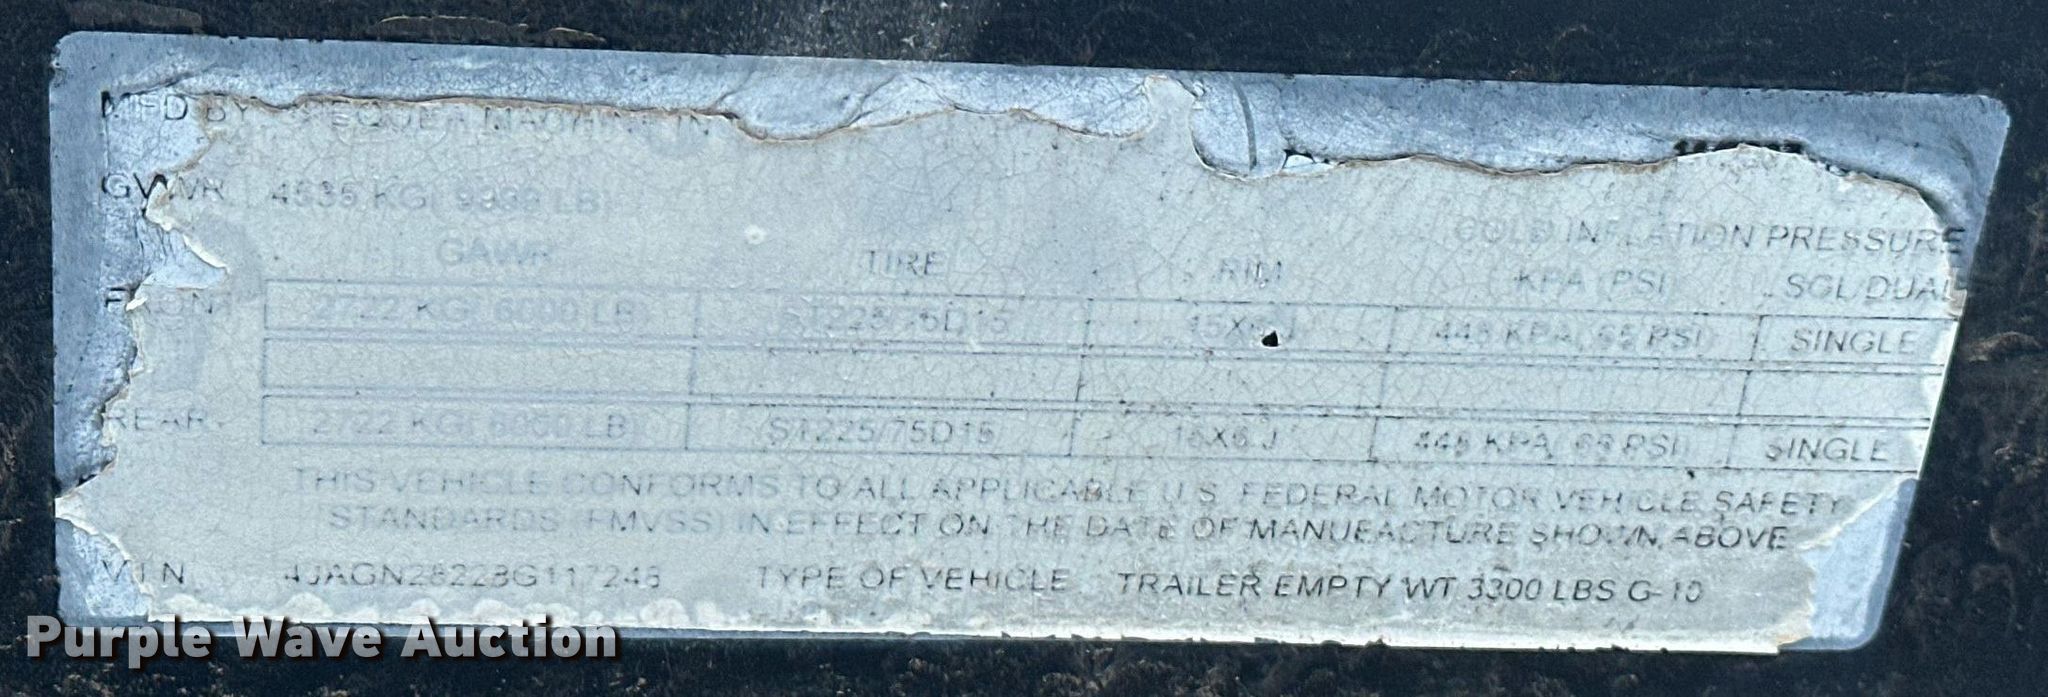 MFD BY
GVWR 4535 KG( 9999 LB)
COLD INFLATION PRESSURE
GAWR TIRE RIM KPA (PSI) SGL/DUAL
FRONT 2722 KG( 6000 LB) ST225/75D15 15X6 J 448 KPA( 65 PSI) SINGLE
REAR 2722 KG( 6000 LB) ST225/75D15 15X6 J 448 KPA( 65 PSI) SINGLE
THIS VEHICLE CONFORMS TO ALL APPLICABLE U.S. FEDERAL MOTOR VEHICLE SAFETY
STANDARDS (FMVSS) IN EFFECT ON THE DATE OF MANUFACTURE SHOWN ABOVE
V I N TYPE OF VEHICLE TRAILER EMPTY WT 3300 LBS G-10
Purple Wave Auction